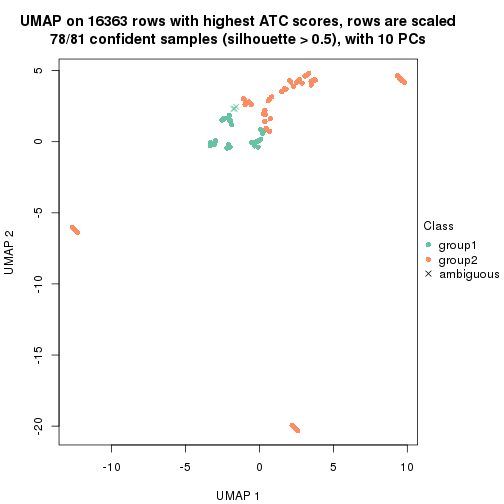 UMAP on 16363 rows with highest ATC scores, rows are scaled
78/81 confident samples (silhouette > 0.5), with 10 PCs
5
0
-5
-10
-15
-20
UMAP 2
-10
-5
0
5
10
UMAP 1
Class
group1
group2
ambiguous